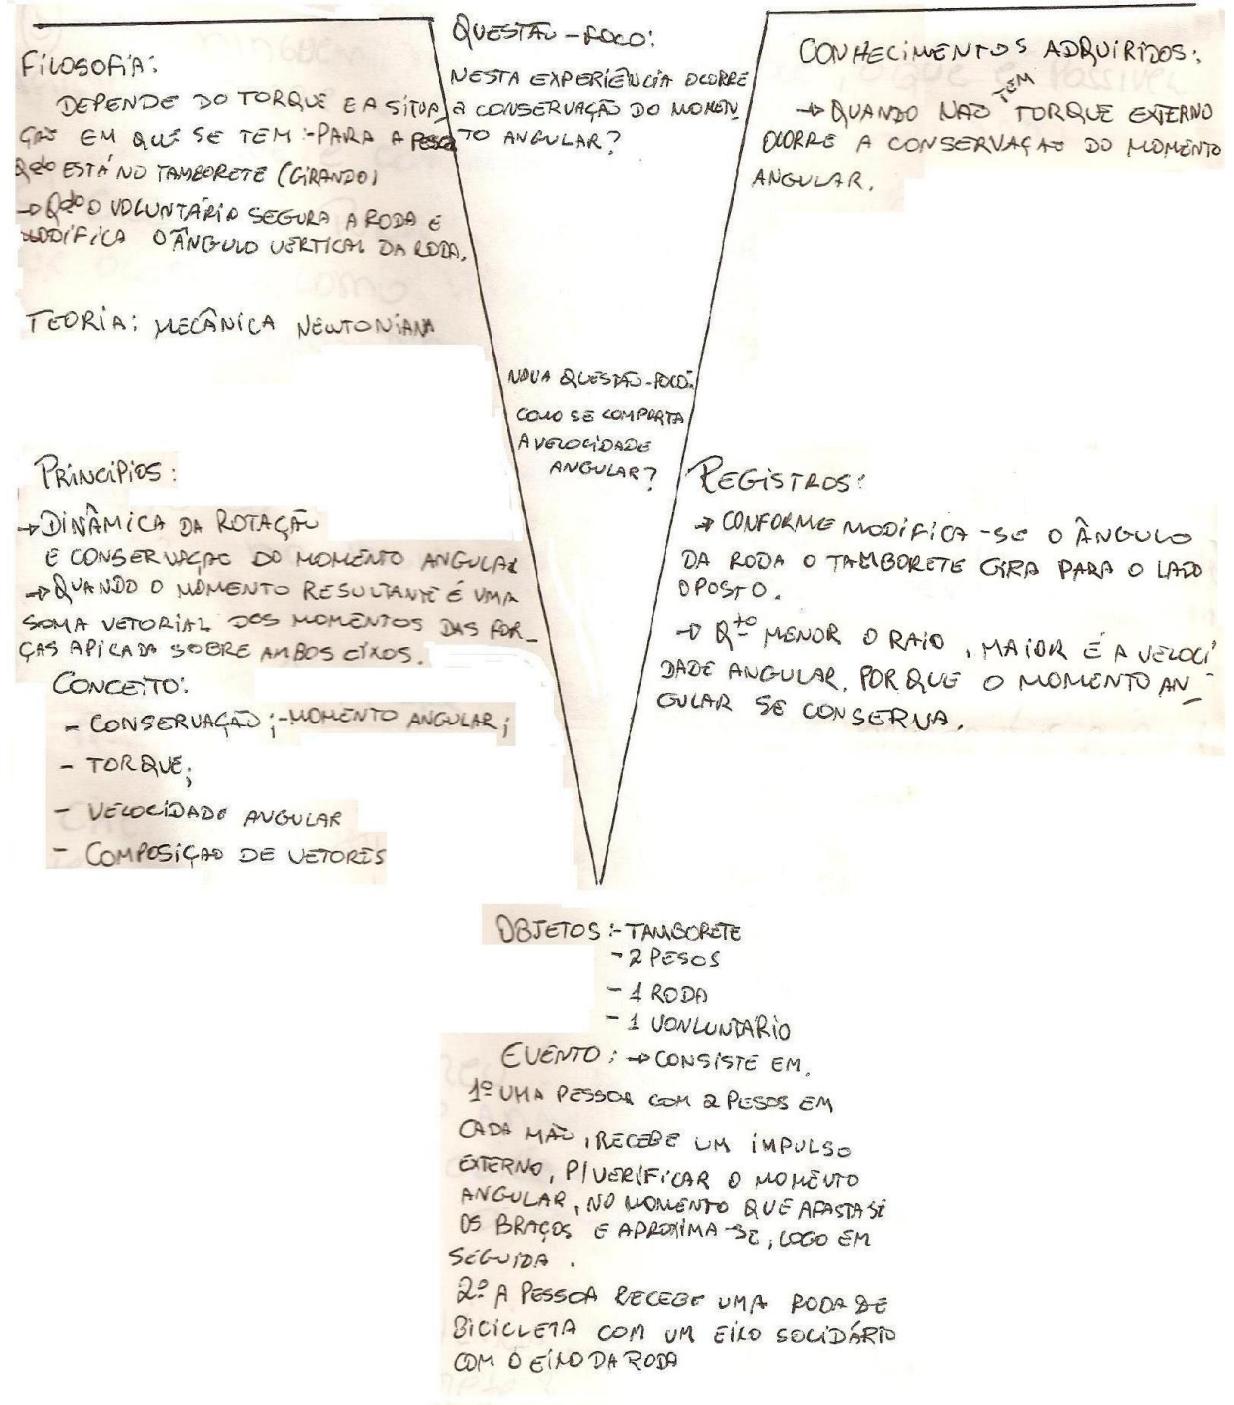 FILOSOFIA:
DEPENDE DO TORQUE E A SITUA_
ÇÃO EM QUE SE TEM :-PARA A PESSOA
Qdo ESTÁ NO TAMBORETE (GIRANDO)
→ Qdo O VOLUNTÁRIO SEGURA A RODA E
MODIFICA O ÂNGULO VERTICAL DA RODA.
TEORIA: MECÂNICA NEWTONIANA
PRINCÍPIOS:
→ DINÂMICA DA ROTAÇÃO
E CONSERVAÇÃO DO MOMENTO ANGULAR
→ QUANDO O MOMENTO RESULTANTE É UMA
SOMA VETORIAL DOS MOMENTOS DAS FOR_
ÇAS APICADA SOBRE AMBOS EIXOS.
CONCEITO:
- CONSERVAÇÃO ;-MOMENTO ANGULAR;
- TORQUE;
- VELOCIDADE ANGULAR
- COMPOSIÇÃO DE VETORES
QUESTÃO-FOCO:
NESTA EXPERIÊNCIA OCORRE
A CONSERVAÇÃO DO MOMEN_
TO ANGULAR?
NOVA QUESTÃO-FOCO:
COMO SE COMPORTA
A VELOCIDADE
ANGULAR?
CONHECIMENTOS ADQUIRIDOS:
→ QUANDO NÃO TEM TORQUE EXTERNO
OCORRE A CONSERVAÇÃO DO MOMENTO
ANGULAR.
REGISTROS:
→ CONFORME MODIFICA-SE O ÂNGULO
DA RODA O TAMBORETE GIRA PARA O LADO
OPOSTO.
→ Qto MENOR O RAIO, MAIOR É A VELOCI_
DADE ANGULAR, PORQUE O MOMENTO AN_
GULAR SE CONSERVA.
OBJETOS :- TAMBORETE
- 2 PESOS
- 1 RODA
- 1 VONLUNTÁRIO
EVENTO: → CONSISTE EM.
1º UMA PESSOA COM 2 PESOS EM
CADA MÃO, RECEBE UM IMPULSO
EXTERNO, P/ VERIFICAR O MOMENTO
ANGULAR, NO MOMENTO QUE AFASTA SE
OS BRAÇOS E APROXIMA-SE, LOGO EM
SEGUIDA.
2º A PESSOA RECEBE UMA RODA DE
BICICLETA COM UM EIXO SOLIDÁRIO
COM O EIXO DA RODA